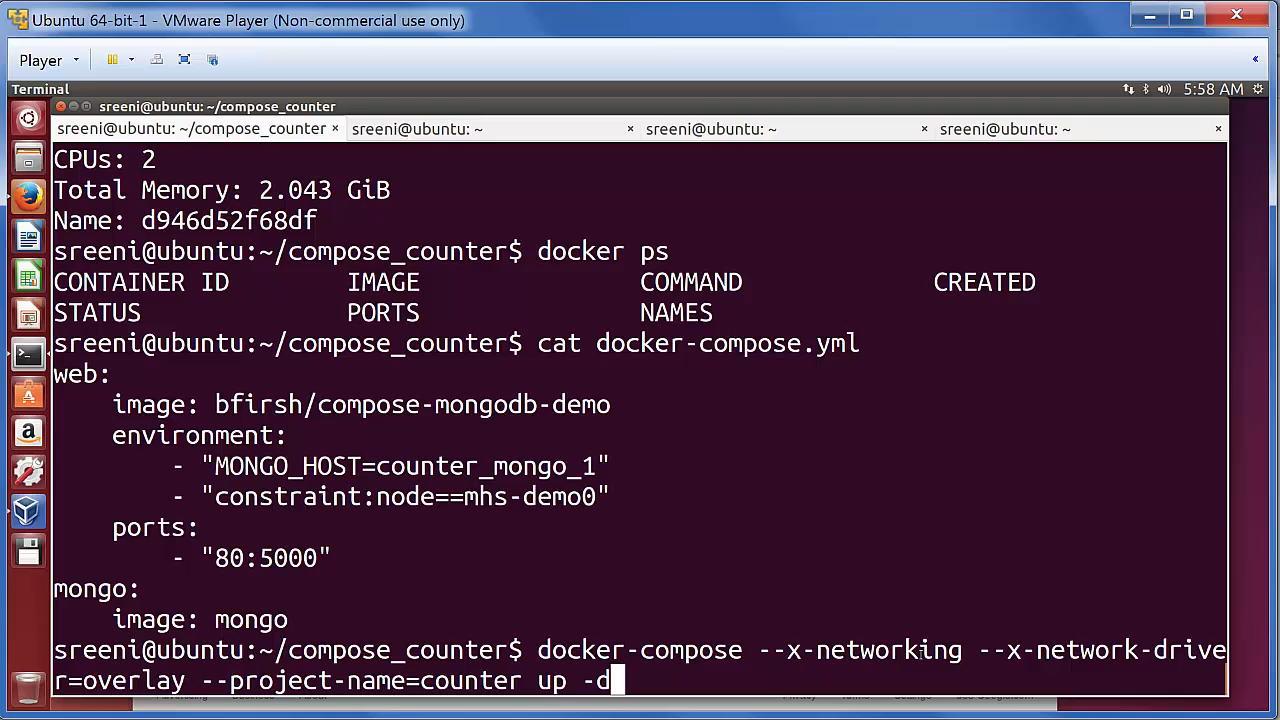 Ubuntu 64-bit-1 - VMware Player (Non-commercial use only)
Player
Terminal
5:58 AM
sreeni@ubuntu: ~/compose_counter
sreeni@ubuntu: ~/compose_counter × sreeni@ubuntu: ~ × sreeni@ubuntu: ~ × sreeni@ubuntu: ~ ×
CPUs: 2
Total Memory: 2.043 GiB
Name: d946d52f68df
sreeni@ubuntu:~/compose_counter$ docker ps
CONTAINER ID IMAGE COMMAND CREATED
STATUS PORTS NAMES
sreeni@ubuntu:~/compose_counter$ cat docker-compose.yml
web:
image: bfirsh/compose-mongodb-demo
environment:
- "MONGO_HOST=counter_mongo_1"
- "constraint:node==mhs-demo0"
ports:
- "80:5000"
mongo:
image: mongo
sreeni@ubuntu:~/compose_counter$ docker-compose --x-networking --x-network-drive
r=overlay --project-name=counter up -d